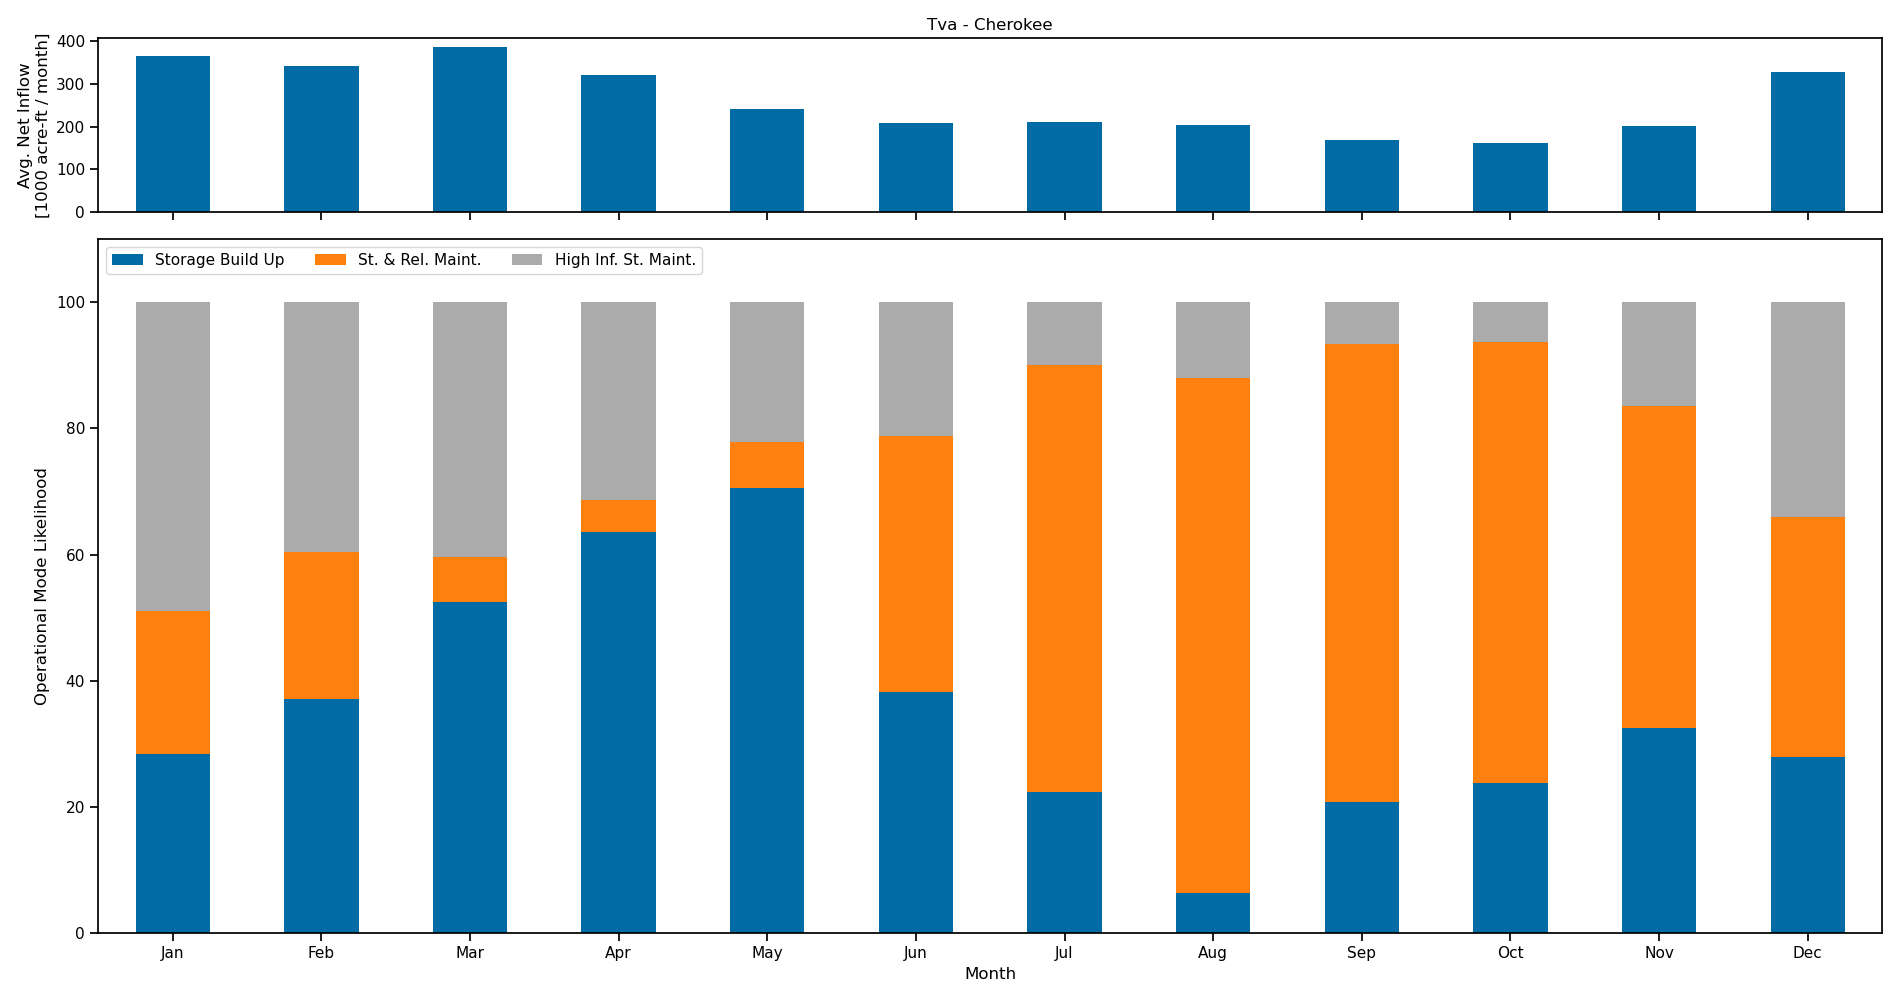 Tva - Cherokee
Avg. Net Inflow
[1000 acre-ft / month]
400
300
200
100
0
Storage Build Up
St. & Rel. Maint.
High Inf. St. Maint.
Operational Mode Likelihood
100
80
60
40
20
0
Jan
Feb
Mar
Apr
May
Jun
Jul
Aug
Sep
Oct
Nov
Dec
Month